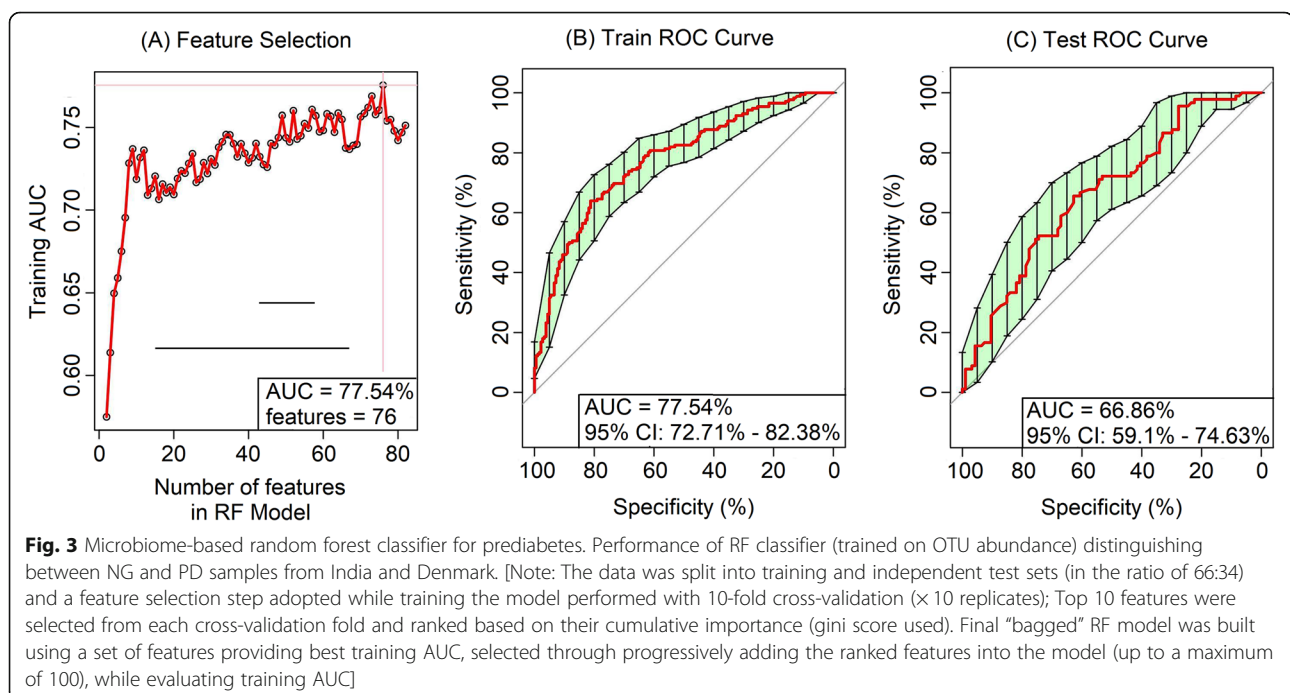 (A) Feature Selection
Training AUC
0.60 0.65 0.70 0.75
AUC = 77.54%
features = 76
0 20 40 60 80
Number of features
in RF Model
(B) Train ROC Curve
Sensitivity (%)
0 20 40 60 80 100
AUC = 77.54%
95% CI: 72.71% - 82.38%
100 80 60 40 20 0
Specificity (%)
(C) Test ROC Curve
Sensitivity (%)
0 20 40 60 80 100
AUC = 66.86%
95% CI: 59.1% - 74.63%
100 80 60 40 20 0
Specificity (%)
Fig. 3 Microbiome-based random forest classifier for prediabetes. Performance of RF classifier (trained on OTU abundance) distinguishing
between NG and PD samples from India and Denmark. [Note: The data was split into training and independent test sets (in the ratio of 66:34)
and a feature selection step adopted while training the model performed with 10-fold cross-validation (× 10 replicates); Top 10 features were
selected from each cross-validation fold and ranked based on their cumulative importance (gini score used). Final “bagged” RF model was built
using a set of features providing best training AUC, selected through progressively adding the ranked features into the model (up to a maximum
of 100), while evaluating training AUC]